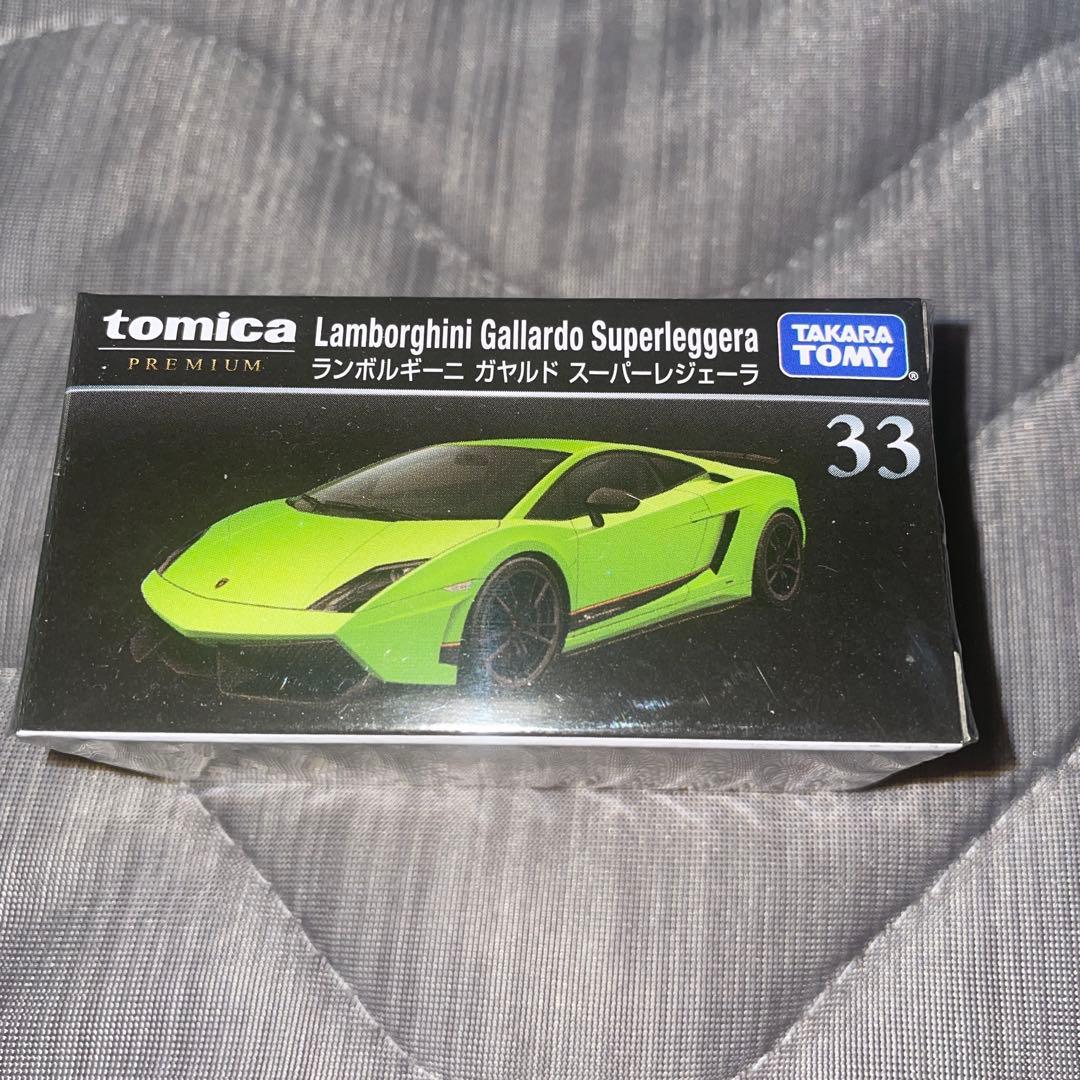 tomica
PREMIUM
Lamborghini Gallardo Superleggera
ランボルギーニ ガヤルド スーパーレジェーラ
TAKARA
TOMY
®
33